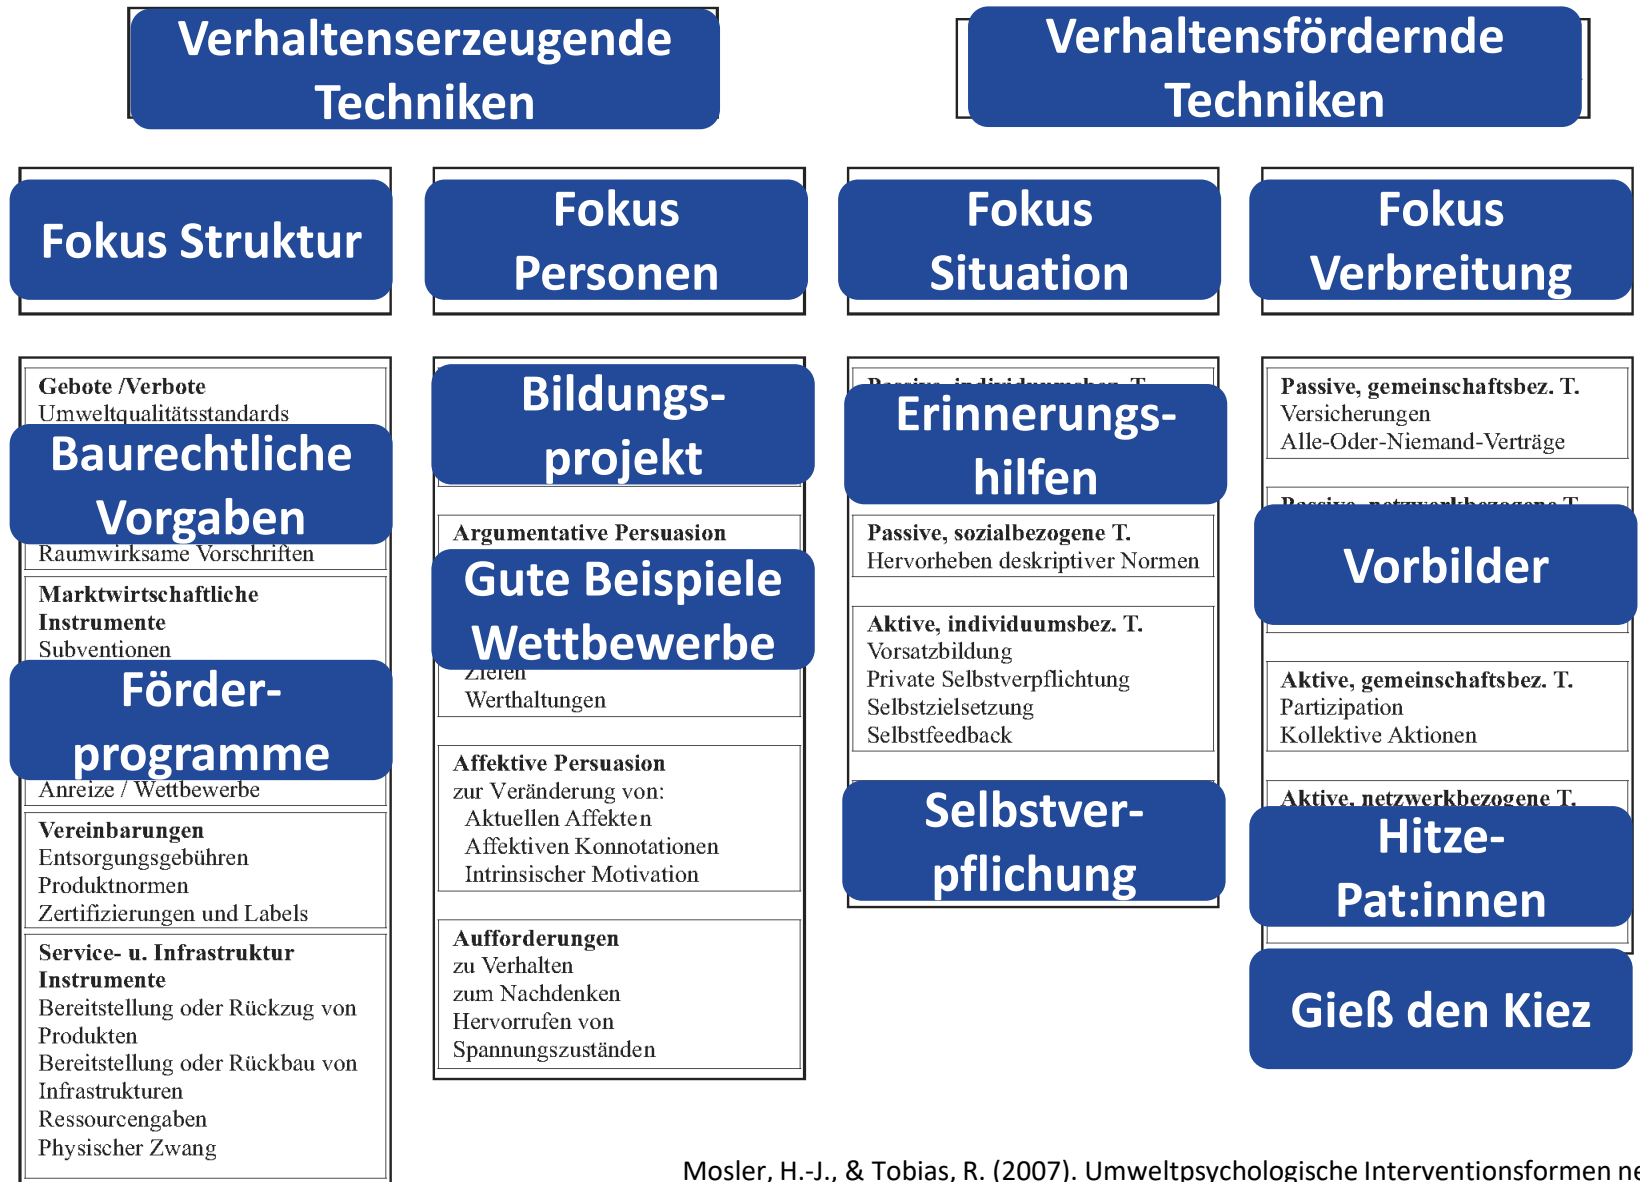 Verhaltenserzeugende
Techniken
Verhaltensfördernde
Techniken
Fokus Struktur
Fokus
Personen
Fokus
Situation
Fokus
Verbreitung
Gebote /Verbote
Umweltqualitätsstandards
Baurechtliche
Vorgaben
Raumwirksame Vorschriften
Marktwirtschaftliche
Instrumente
Subventionen
Förder-
programme
Anreize / Wettbewerbe
Vereinbarungen
Entsorgungsgebühren
Produktnormen
Zertifizierungen und Labels
Service- u. Infrastruktur
Instrumente
Bereitstellung oder Rückzug von
Produkten
Bereitstellung oder Rückbau von
Infrastrukturen
Ressourcengaben
Physischer Zwang
Bildungs-
projekt
Argumentative Persuasion
Gute Beispiele
Wettbewerbe
Zielen
Werthaltungen
Affektive Persuasion
zur Veränderung von:
Aktuellen Affekten
Affektiven Konnotationen
Intrinsischer Motivation
Aufforderungen
zu Verhalten
zum Nachdenken
Hervorrufen von
Spannungszuständen
Passive, individuumsbez. T.
Erinnerungs-
hilfen
Passive, sozialbezogene T.
Hervorheben deskriptiver Normen
Aktive, individuumsbez. T.
Vorsatzbildung
Private Selbstverpflichtung
Selbstzielsetzung
Selbstfeedback
Selbstver-
pflichung
Passive, gemeinschaftsbez. T.
Versicherungen
Alle-Oder-Niemand-Verträge
Passive, netzwerkbezogene T.
Vorbilder
Aktive, gemeinschaftsbez. T.
Partizipation
Kollektive Aktionen
Aktive, netzwerkbezogene T.
Hitze-
Pat:innen
Gieß den Kiez
Mosler, H.-J., & Tobias, R. (2007). Umweltpsychologische Interventionsformen ne